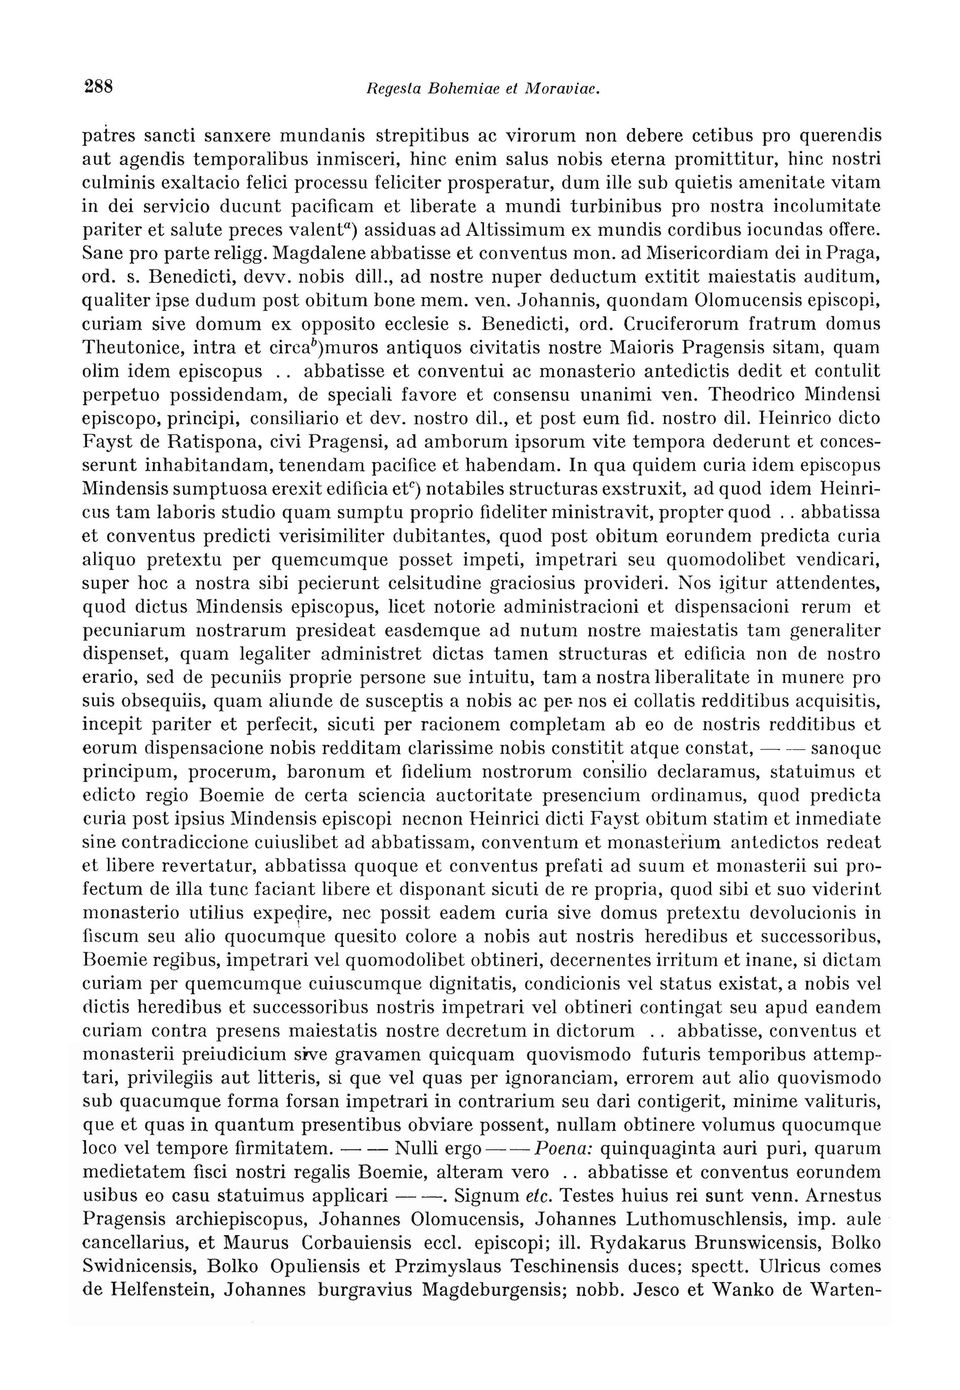 288 Regesta Bohemiae et Moraviae.
patres sancti sanxere mundanis strepitibus ac virorum non debere cetibus pro querendis
aut agendis temporalibus inmisceri, hinc enim salus nobis eterna promittitur, hinc nostri
culminis exaltacio felici processu feliciter prosperatur, dum ille sub quietis amenitate vitam
in dei servicio ducunt pacificam et liberate a mundi turbinibus pro nostra incolumitate
pariter et salute preces valentᵃ) assiduas ad Altissimum ex mundis cordibus iocundas offere.
Sane pro parte religg. Magdalene abbatisse et conventus mon. ad Misericordiam dei in Praga,
ord. s. Benedicti, devv. nobis dill., ad nostre nuper deductum extitit maiestatis auditum,
qualiter ipse dudum post obitum bone mem. ven. Johannis, quondam Olomucensis episcopi,
curiam sive domum ex opposito ecclesie s. Benedicti, ord. Cruciferorum fratrum domus
Theutonice, intra et circaᵇ)muros antiquos civitatis nostre Maioris Pragensis sitam, quam
olim idem episcopus . . abbatisse et conventui ac monasterio antedictis dedit et contulit
perpetuo possidendam, de speciali favore et consensu unanimi ven. Theodrico Mindensi
episcopo, principi, consiliario et dev. nostro dil., et post eum fid. nostro dil. Heinrico dicto
Fayst de Ratispona, civi Pragensi, ad amborum ipsorum vite tempora dederunt et conces-
serunt inhabitandam, tenendam pacifice et habendam. In qua quidem curia idem episcopus
Mindensis sumptuosa erexit edificia etᶜ) notabiles structuras exstruxit, ad quod idem Heinri-
cus tam laboris studio quam sumptu proprio fideliter ministravit, propter quod . . abbatissa
et conventus predicti verisimiliter dubitantes, quod post obitum eorundem predicta curia
aliquo pretextu per quemcumque posset impeti, impetrari seu quomodolibet vendicari,
super hoc a nostra sibi pecierunt celsitudine graciosius provideri. Nos igitur attendentes,
quod dictus Mindensis episcopus, licet notorie administracioni et dispensacioni rerum et
pecuniarum nostrarum presideat easdemque ad nutum nostre maiestatis tam generaliter
dispenset, quam legaliter administret dictas tamen structuras et edificia non de nostro
erario, sed de pecuniis proprie persone sue intuitu, tam a nostra liberalitate in munere pro
suis obsequiis, quam aliunde de susceptis a nobis ac per nos ei collatis redditibus acquisitis,
incepit pariter et perfecit, sicuti per racionem completam ab eo de nostris redditibus et
eorum dispensacione nobis redditam clarissime nobis constitit atque constat, — — sanoque
principum, procerum, baronum et fidelium nostrorum consilio declaramus, statuimus et
edicto regio Boemie de certa sciencia auctoritate presencium ordinamus, quod predicta
curia post ipsius Mindensis episcopi necnon Heinrici dicti Fayst obitum statim et inmediate
sine contradiccione cuiuslibet ad abbatissam, conventum et monasterium antedictos redeat
et libere revertatur, abbatissa quoque et conventus prefati ad suum et monasterii sui pro-
fectum de illa tunc faciant libere et disponant sicuti de re propria, quod sibi et suo viderint
monasterio utilius expedire, nec possit eadem curia sive domus pretextu devolucionis in
fiscum seu alio quocumque quesito colore a nobis aut nostris heredibus et successoribus,
Boemie regibus, impetrari vel quomodolibet obtineri, decernentes irritum et inane, si dictam
curiam per quemcumque cuiuscumque dignitatis, condicionis vel status existat, a nobis vel
dictis heredibus et successoribus nostris impetrari vel obtineri contingat seu apud eandem
curiam contra presens maiestatis nostre decretum in dictorum . . abbatisse, conventus et
monasterii preiudicium sive gravamen quicquam quovismodo futuris temporibus attemp-
tari, privilegiis aut litteris, si que vel quas per ignoranciam, errorem aut alio quovismodo
sub quacumque forma forsan impetrari in contrarium seu dari contigerit, minime valituris,
que et quas in quantum presentibus obviare possent, nullam obtinere volumus quocumque
loco vel tempore firmitatem. — — Nulli ergo — — Poena: quinquaginta auri puri, quarum
medietatem fisci nostri regalis Boemie, alteram vero . . abbatisse et conventus eorundem
usibus eo casu statuimus applicari — —. Signum etc. Testes huius rei sunt venn. Arnestus
Pragensis archiepiscopus, Johannes Olomucensis, Johannes Luthomuschlensis, imp. aule
cancellarius, et Maurus Corbauiensis eccl. episcopi; ill. Rydakarus Brunswicensis, Bolko
Swidnicensis, Bolko Opuliensis et Przimyslaus Teschinensis duces; spectt. Ulricus comes
de Helfenstein, Johannes burgravius Magdeburgensis; nobb. Jesco et Wanko de Warten-